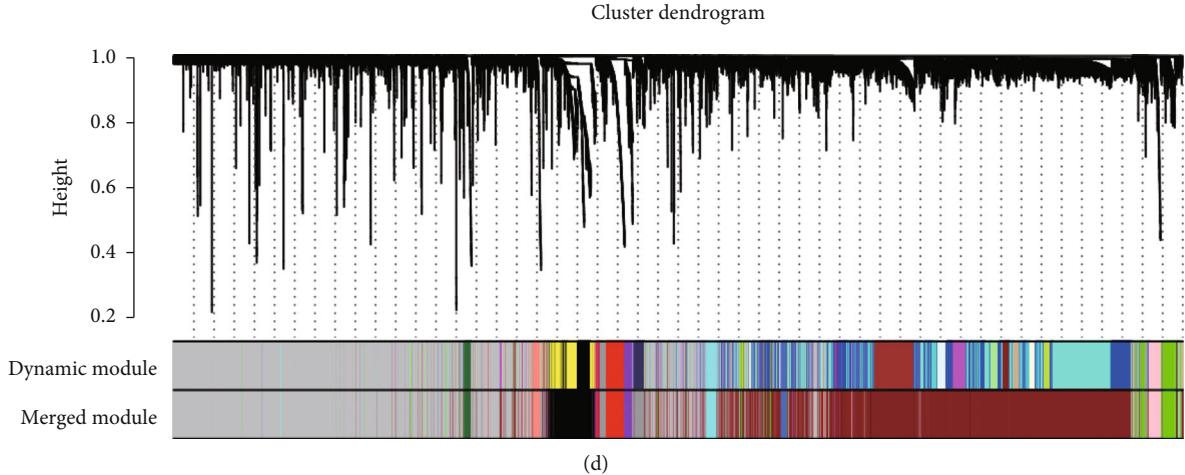 Cluster dendrogram
1.0
0.8
0.6
0.4
0.2
Height
Dynamic module
Merged module
(d)